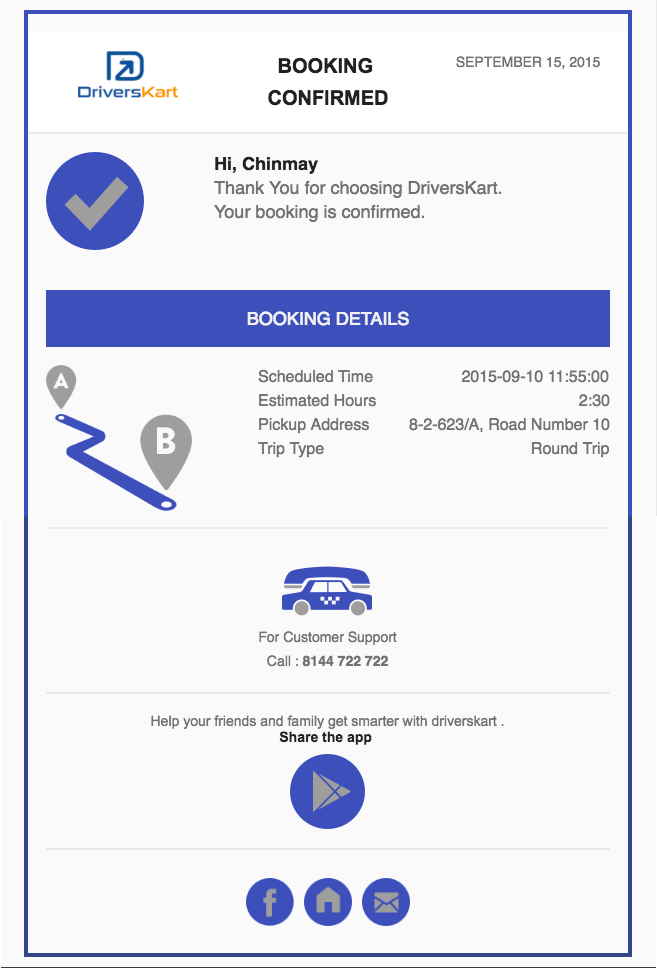 DriversKart
BOOKING
CONFIRMED
SEPTEMBER 15, 2015
Hi, Chinmay
Thank You for choosing DriversKart.
Your booking is confirmed.
BOOKING DETAILS
A
B
Scheduled Time 2015-09-10 11:55:00
Estimated Hours 2:30
Pickup Address 8-2-623/A, Road Number 10
Trip Type Round Trip
For Customer Support
Call : 8144 722 722
Help your friends and family get smarter with driverskart .
Share the app
f